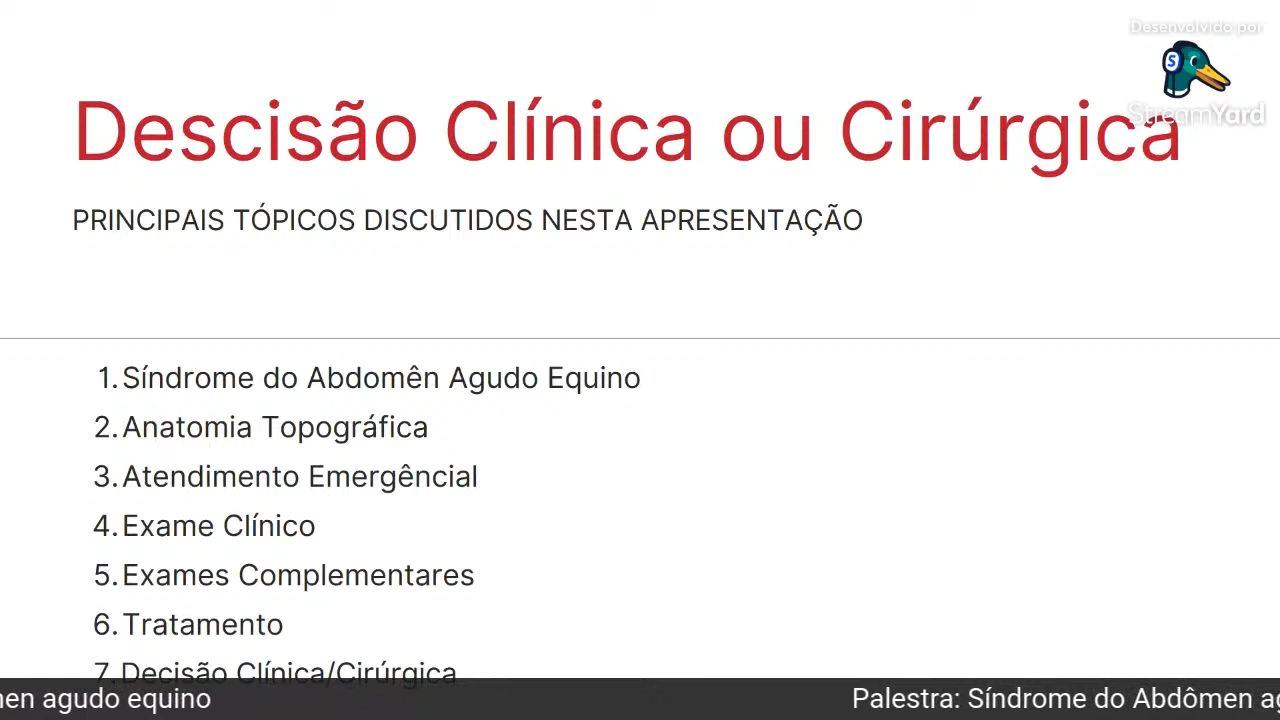 Desenvolvido por
StreamYard
Descisão Clínica ou Cirúrgica
PRINCIPAIS TÓPICOS DISCUTIDOS NESTA APRESENTAÇÃO
1. Síndrome do Abdomên Agudo Equino
2. Anatomia Topográfica
3. Atendimento Emergêncial
4. Exame Clínico
5. Exames Complementares
6. Tratamento
7. Decisão Clínica/Cirúrgica
agudo equino
Palestra: Síndrome do Abdômen